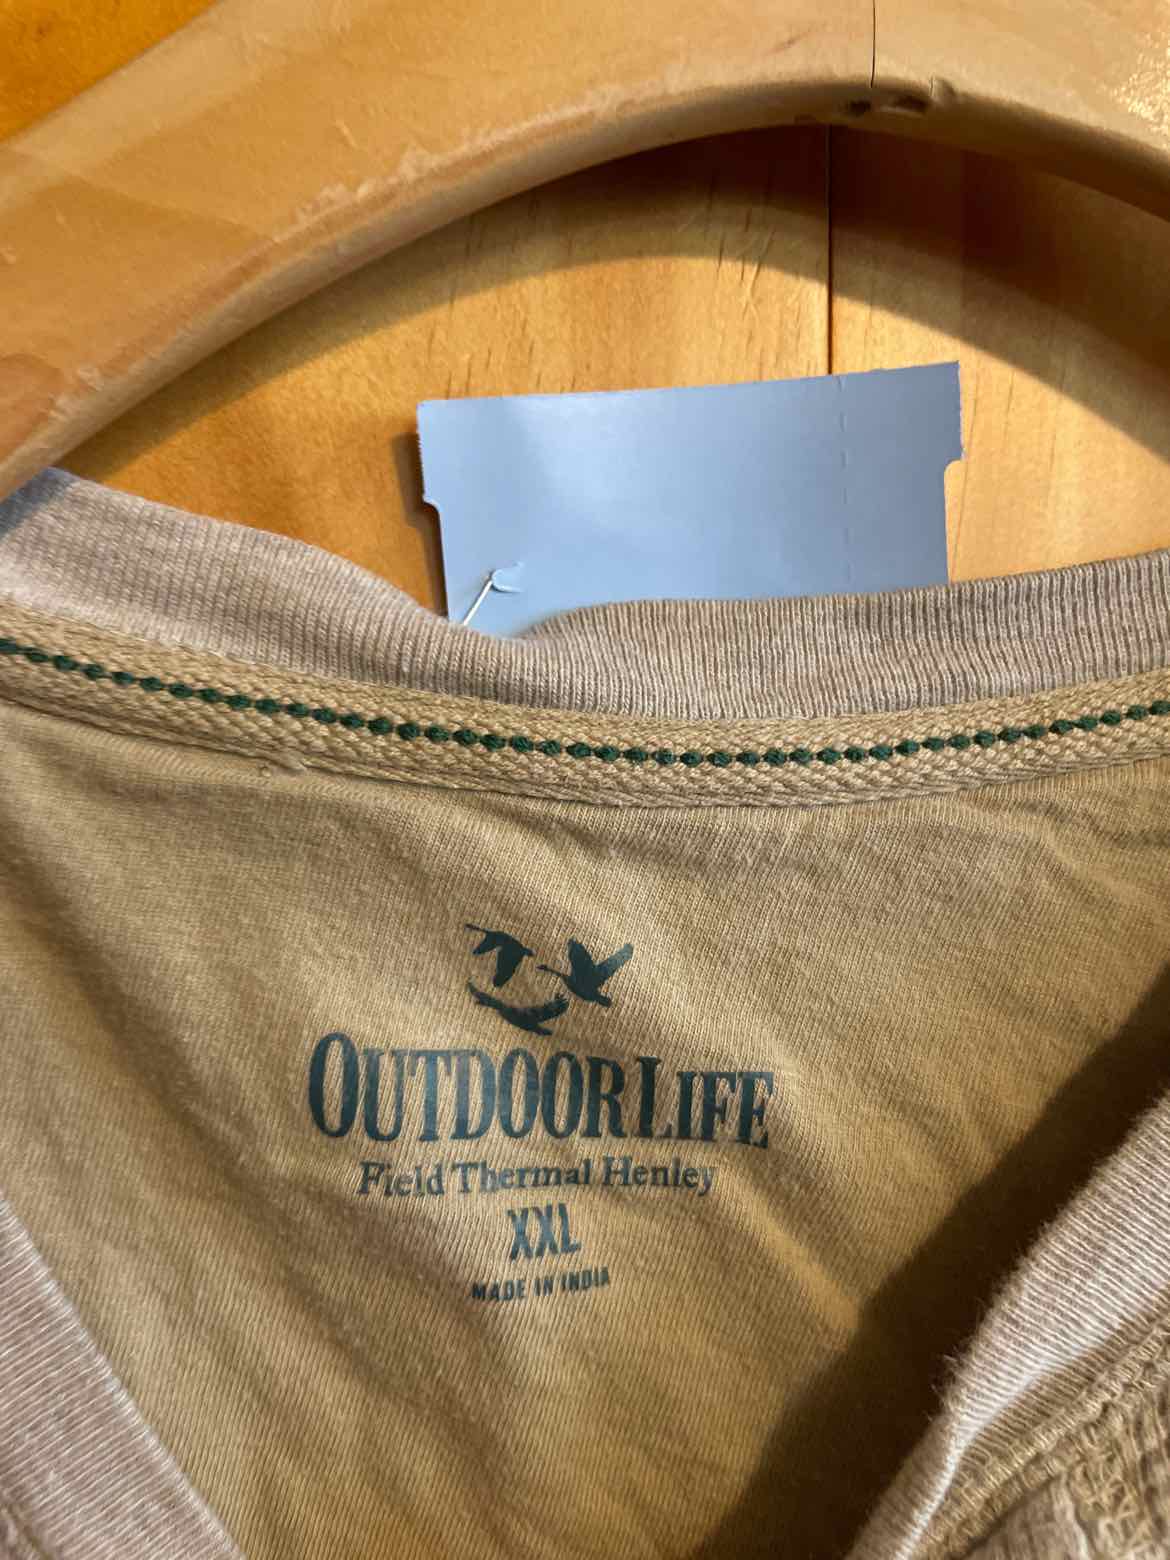 OUTDOOR LIFE
Field Thermal Henley
XXL
MADE IN INDIA